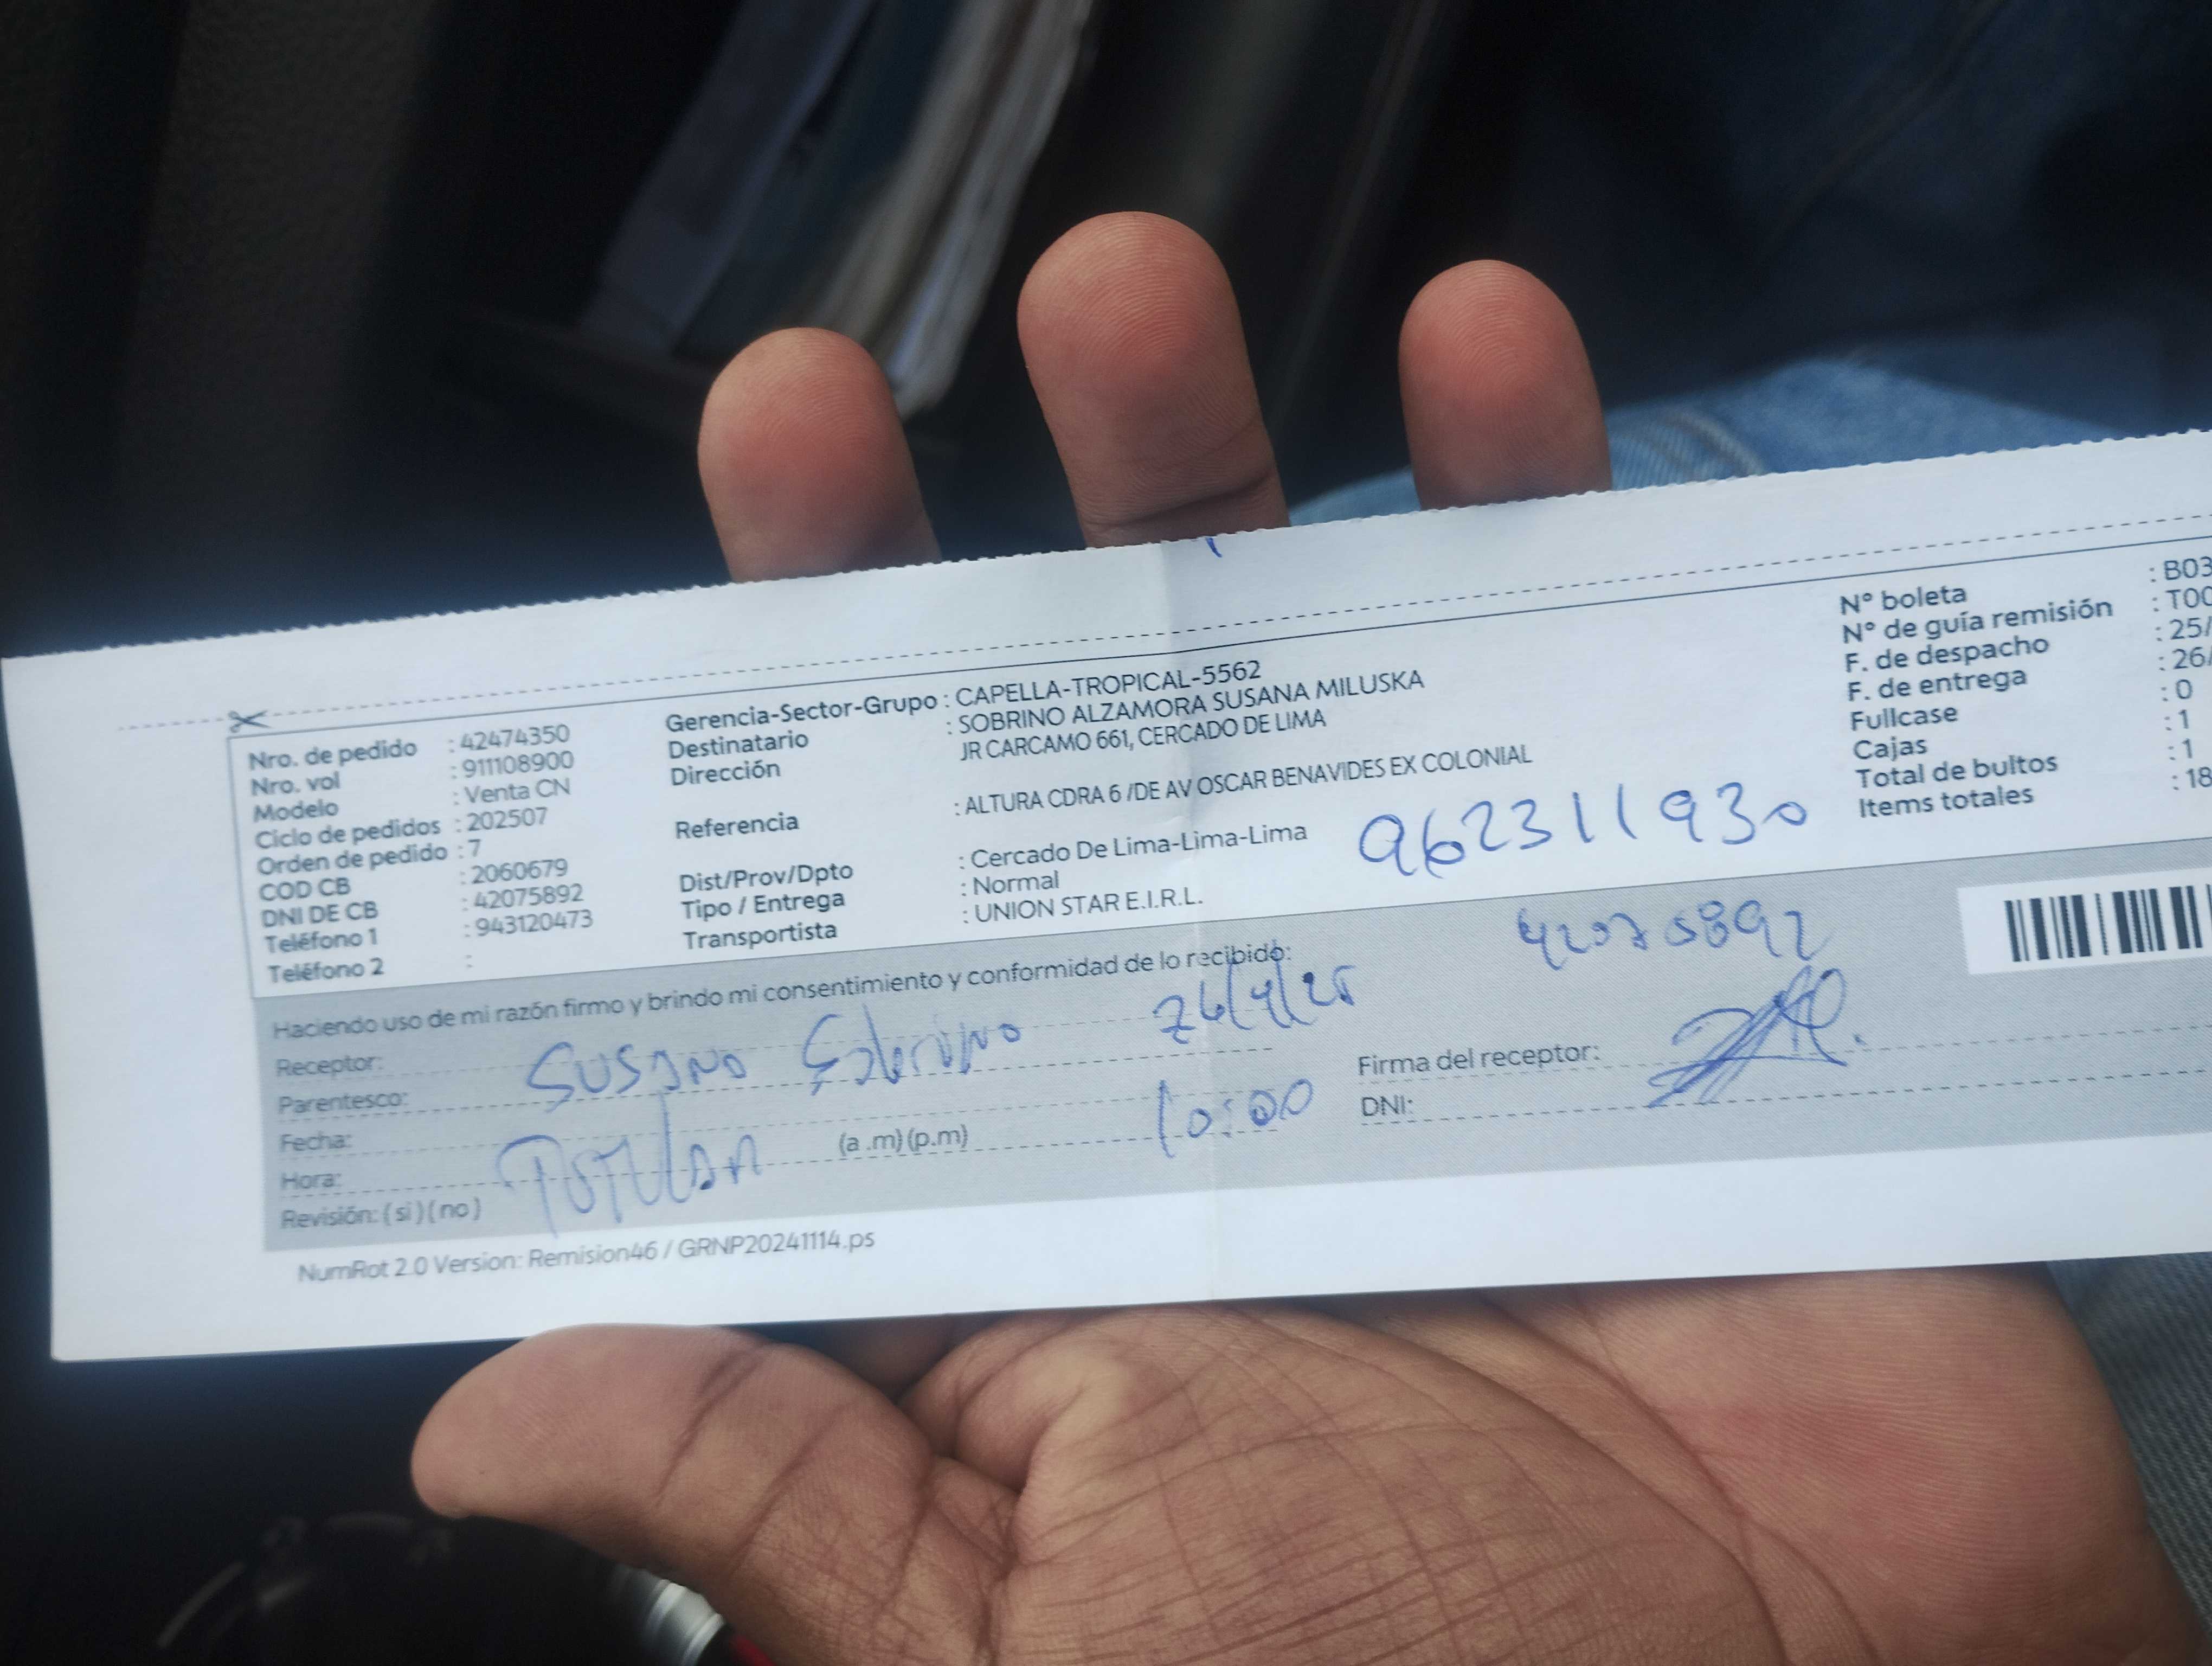 Nro. de pedido : 42474350
Nro. vol : 911108900
Modelo : Venta CN
Ciclo de pedidos : 202507
Orden de pedido : 7
COD CB : 2060679
DNI DE CB : 42075892
Teléfono 1 : 943120473
Teléfono 2 :
Gerencia-Sector-Grupo : CAPELLA-TROPICAL-5562
Destinatario : SOBRINO ALZAMORA SUSANA MILUSKA
Dirección JR CARCAMO 661, CERCADO DE LIMA
Referencia : ALTURA CDRA 6 /DE AV OSCAR BENAVIDES EX COLONIAL
Dist/Prov/Dpto : Cercado De Lima-Lima-Lima
Tipo / Entrega : Normal
Transportista : UNION STAR E.I.R.L.
962311930
N° boleta : B03
N° de guía remisión : T00
F. de despacho : 25/
F. de entrega : 26/
Fullcase : 0
Cajas : 1
Total de bultos : 1
Items totales : 18
Haciendo uso de mi razón firmo y brindo mi consentimiento y conformidad de lo recibido:
42075892
Receptor: Susana Sobrino 26/4/25
Parentesco:
Fecha: Titular
Hora: (a .m) (p.m) 10:00
Revisión: ( si ) ( no )
Firma del receptor:
DNI:
NumRot 2.0 Version: Remision46 / GRNP20241114.ps